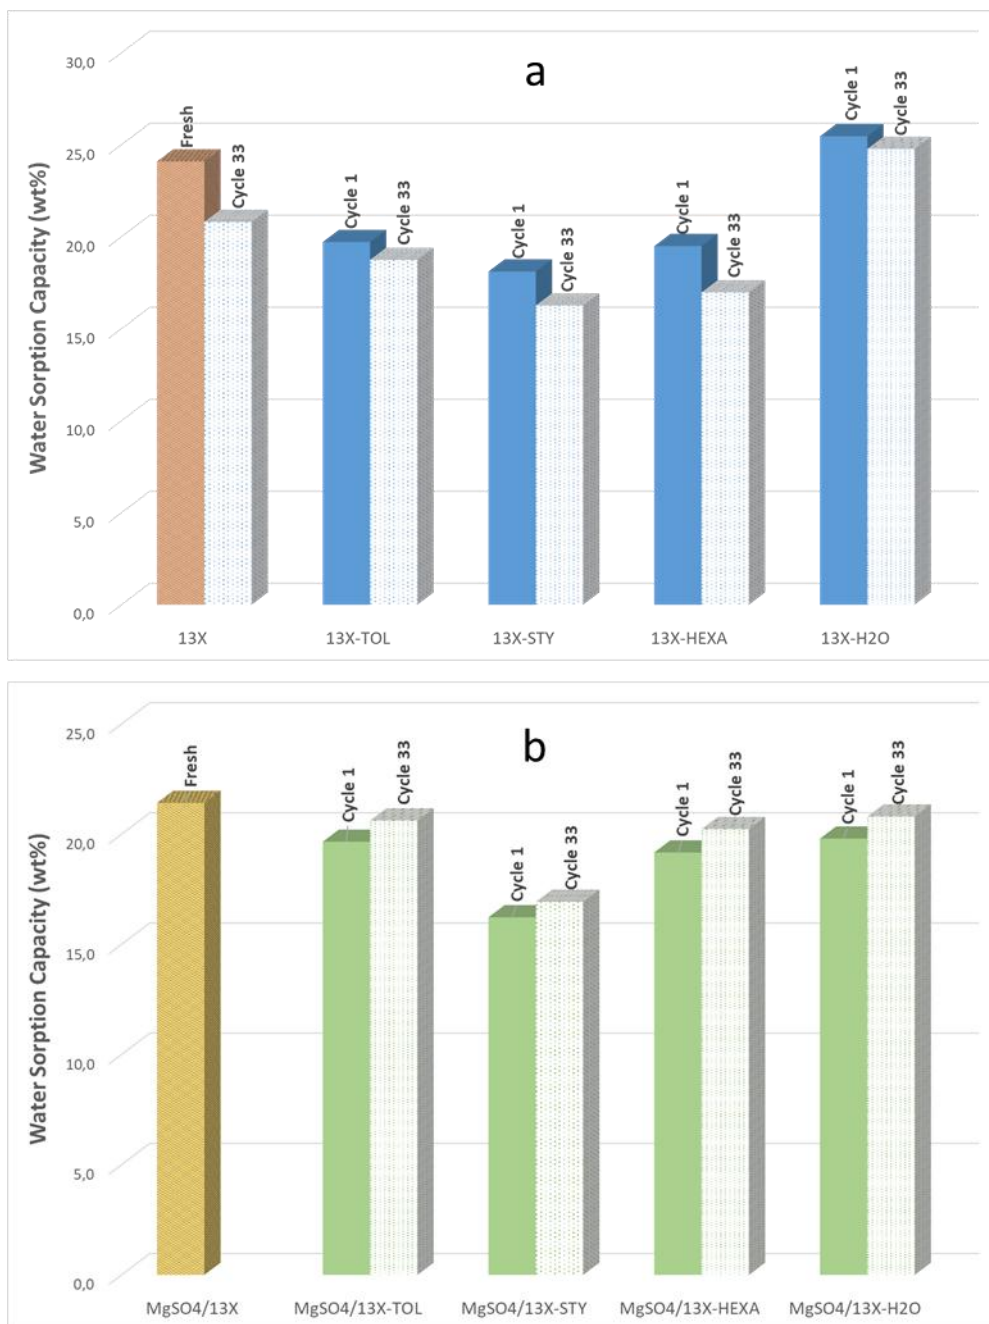 a
30,0
25,0
20,0
15,0
10,0
5,0
0,0
Water Sorption Capacity (wt%)
Fresh
Cycle 33
Cycle 1
Cycle 33
Cycle 1
Cycle 33
Cycle 1
Cycle 33
Cycle 1
Cycle 33
13X
13X-TOL
13X-STY
13X-HEXA
13X-H2O
b
25,0
20,0
15,0
10,0
5,0
0,0
Water Sorption Capacity (wt%)
Fresh
Cycle 1
Cycle 33
Cycle 1
Cycle 33
Cycle 1
Cycle 33
Cycle 1
Cycle 33
MgSO4/13X
MgSO4/13X-TOL
MgSO4/13X-STY
MgSO4/13X-HEXA
MgSO4/13X-H2O